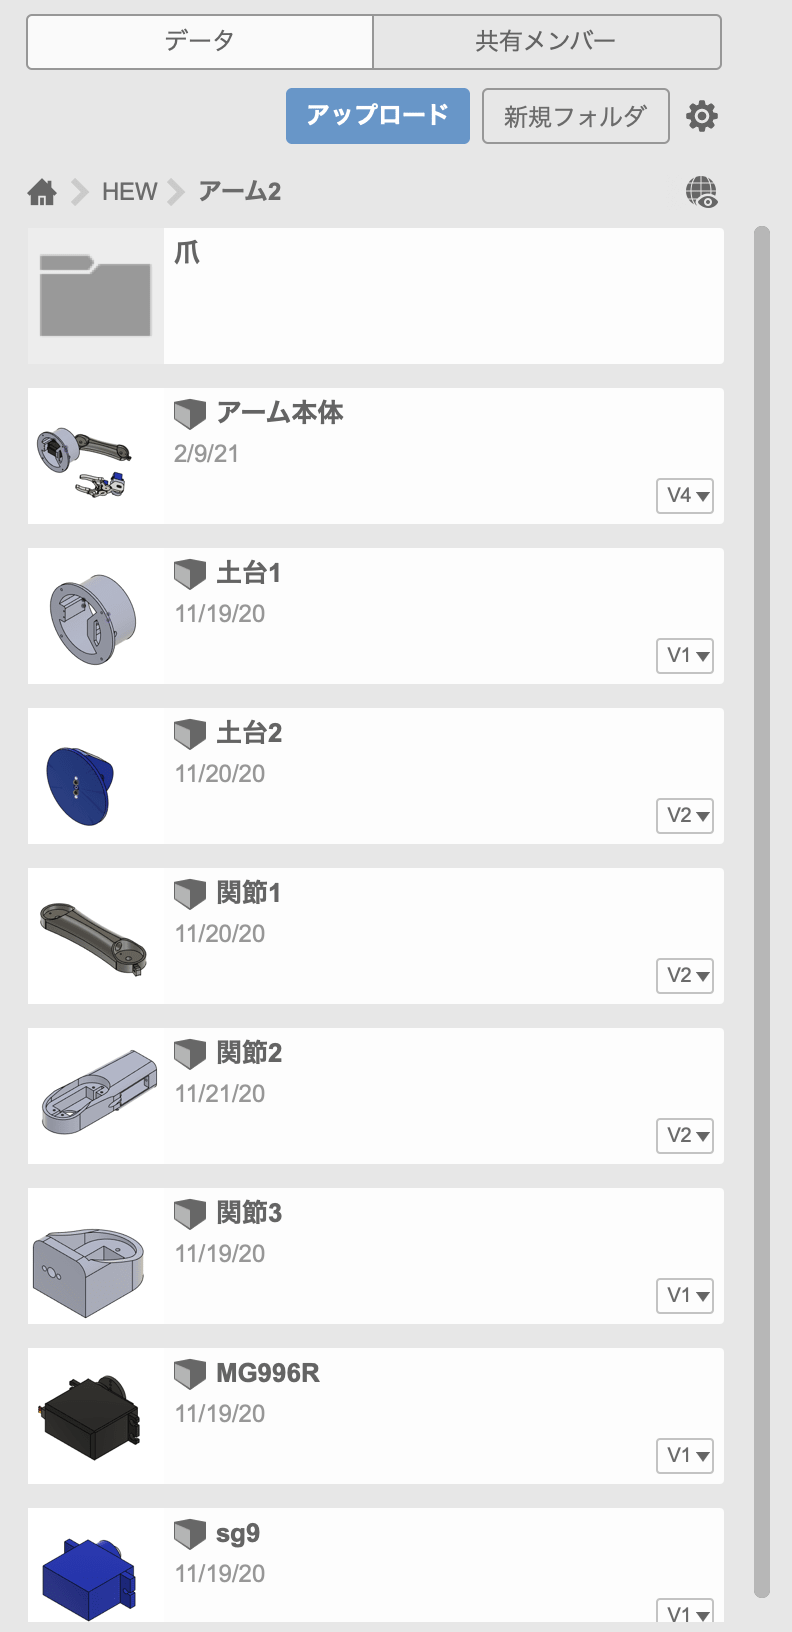 データ 共有メンバー
アップロード 新規フォルダ
HEW アーム2
爪
アーム本体
2/9/21
V4
土台1
11/19/20
V1
土台2
11/20/20
V2
関節1
11/20/20
V2
関節2
11/21/20
V2
関節3
11/19/20
V1
MG996R
11/19/20
V1
sg9
11/19/20
V1